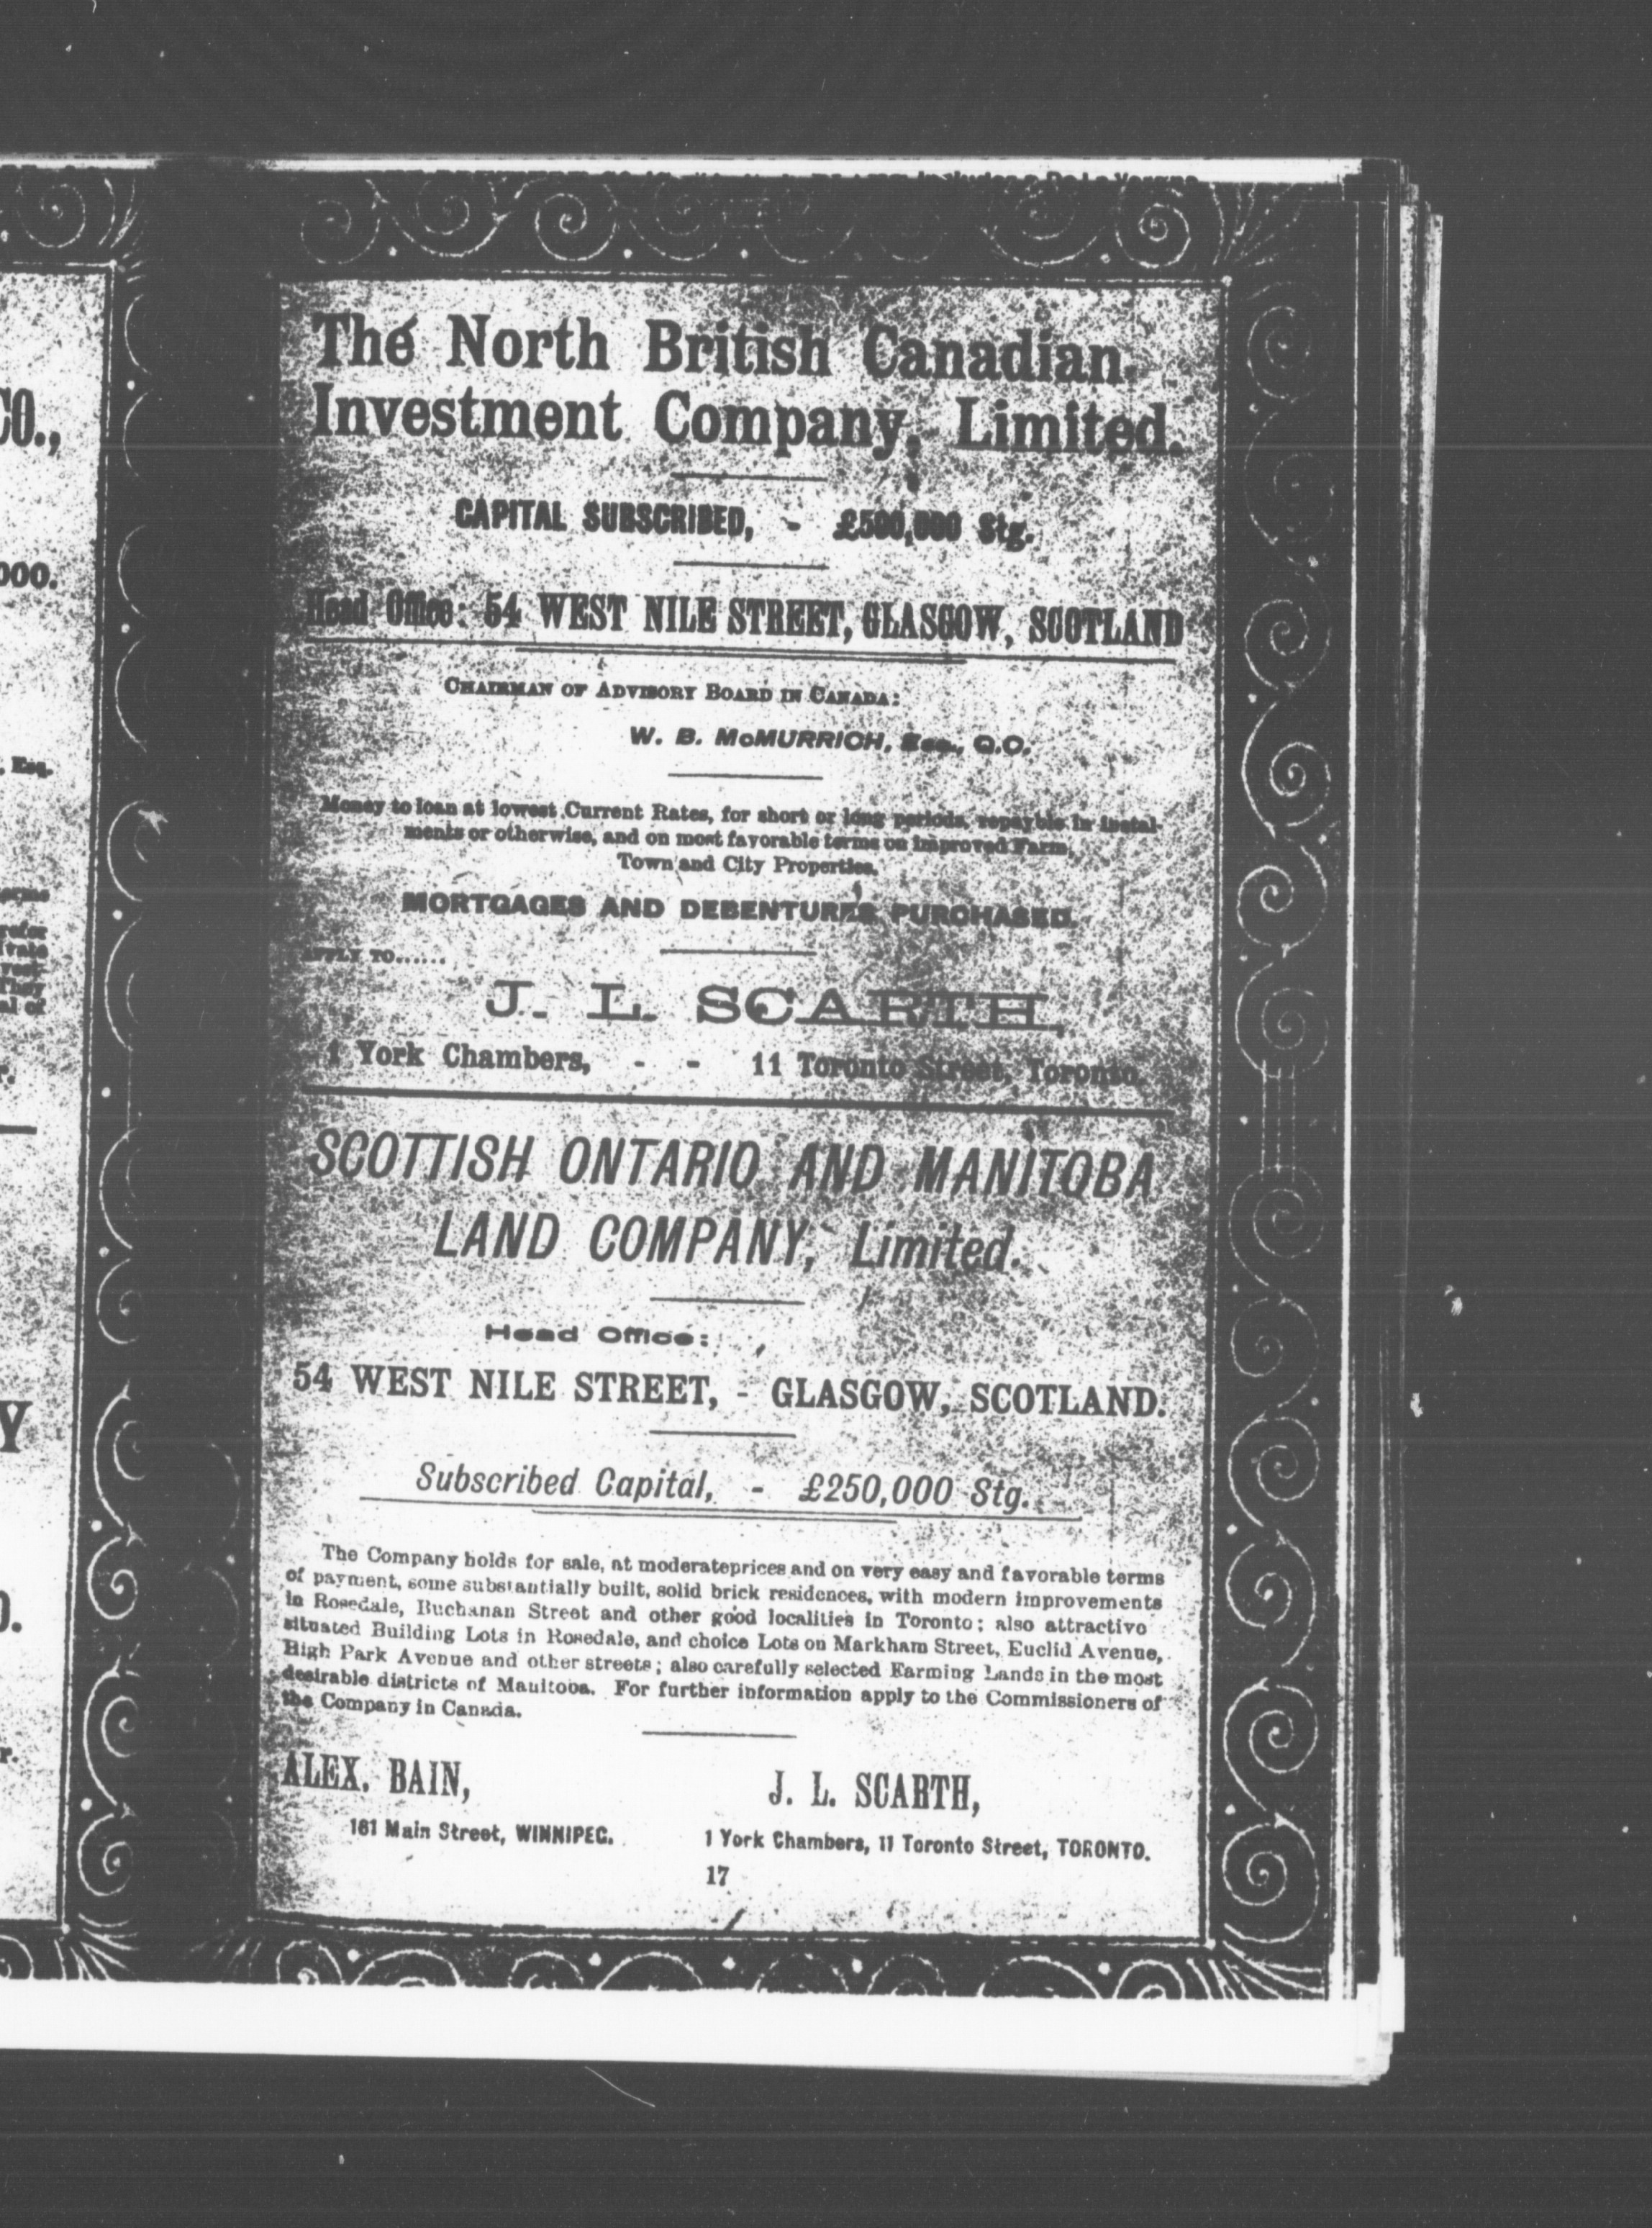 CO.,
000.
, Esq.
Y
The North British Canadian
Investment Company, Limited.
CAPITAL SUBSCRIBED, - £500,000 Stg.
Head Office: 54 WEST NILE STREET, GLASGOW, SCOTLAND
CHAIRMAN OF ADVISORY BOARD IN CANADA:
W. B. McMURRICH, Esq., Q.C.
Money to loan at lowest Current Rates, for short or long periods, repayble in instal-
ments or otherwise, and on most favorable terms on improved Farm,
Town and City Properties.
MORTGAGES AND DEBENTURES PURCHASED.
APPLY TO......
J. L. SCARTH,
1 York Chambers, - - 11 Toronto Street, Toronto.
SCOTTISH ONTARIO AND MANITOBA
LAND COMPANY, Limited.
Head Office:
54 WEST NILE STREET, - GLASGOW, SCOTLAND.
Subscribed Capital, - £250,000 Stg.
The Company holds for sale, at moderateprices and on very easy and favorable terms
of payment, some substantially built, solid brick residences, with modern improvements
in Rosedale, Buchanan Street and other good localities in Toronto; also attractive
situated Building Lots in Rosedale, and choice Lots on Markham Street, Euclid Avenue,
High Park Avenue and other streets; also carefully selected Farming Lands in the most
desirable districts of Manitoba. For further information apply to the Commissioners of
the Company in Canada.
ALEX. BAIN,
161 Main Street, WINNIPEG.
J. L. SCARTH,
1 York Chambers, 11 Toronto Street, TORONTO.
17